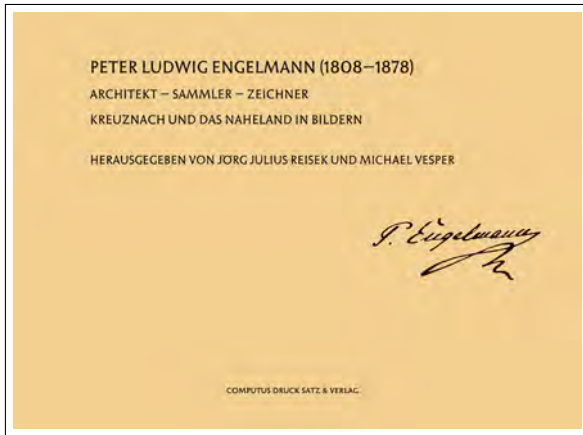 PETER LUDWIG ENGELMANN (1808–1878)
ARCHITEKT – SAMMLER – ZEICHNER
KREUZNACH UND DAS NAHELAND IN BILDERN
HERAUSGEGEBEN VON JÖRG JULIUS REISEK UND MICHAEL VESPER
P. Engelmann
COMPUTUS DRUCK SATZ & VERLAG